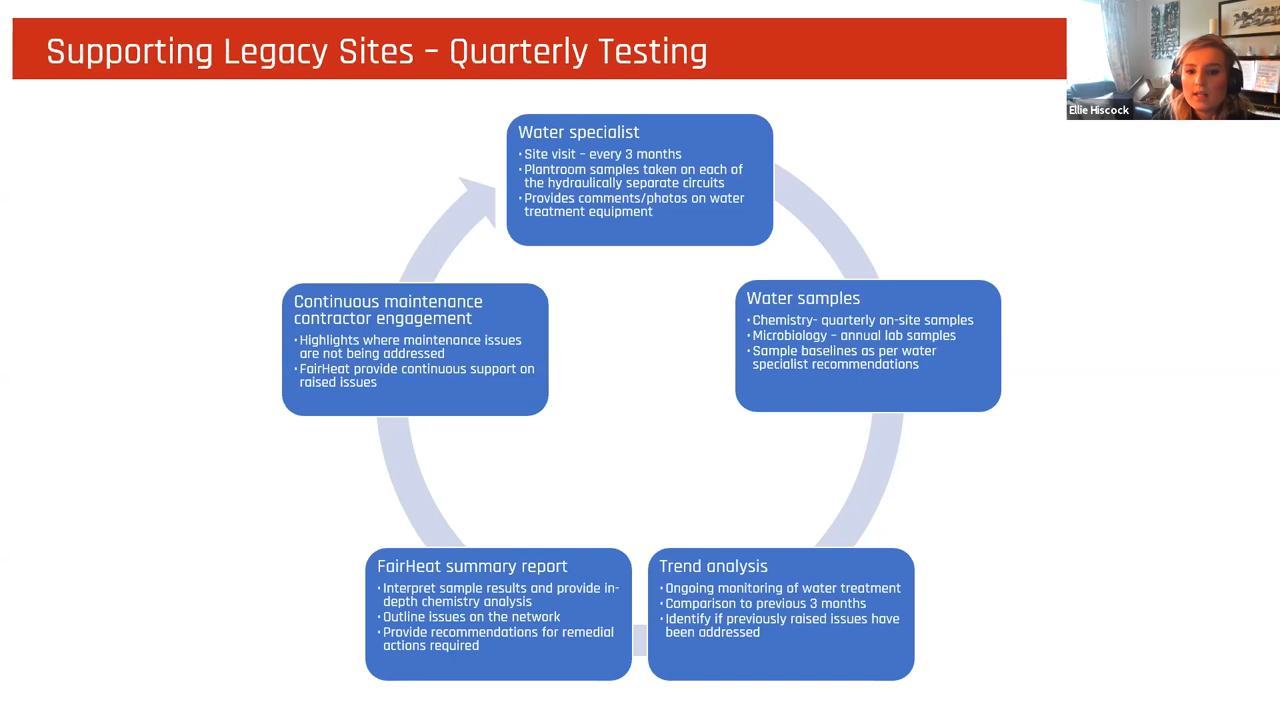 Supporting Legacy Sites – Quarterly Testing
Ellie Hiscock
Water specialist
• Site visit – every 3 months
• Plantroom samples taken on each of
the hydraulically separate circuits
• Provides comments/photos on water
treatment equipment
Water samples
• Chemistry- quarterly on-site samples
• Microbiology – annual lab samples
• Sample baselines as per water
specialist recommendations
Trend analysis
• Ongoing monitoring of water treatment
• Comparison to previous 3 months
• Identify if previously raised issues have
been addressed
FairHeat summary report
• Interpret sample results and provide in-
depth chemistry analysis
• Outline issues on the network
• Provide recommendations for remedial
actions required
Continuous maintenance
contractor engagement
• Highlights where maintenance issues
are not being addressed
• FairHeat provide continuous support on
raised issues